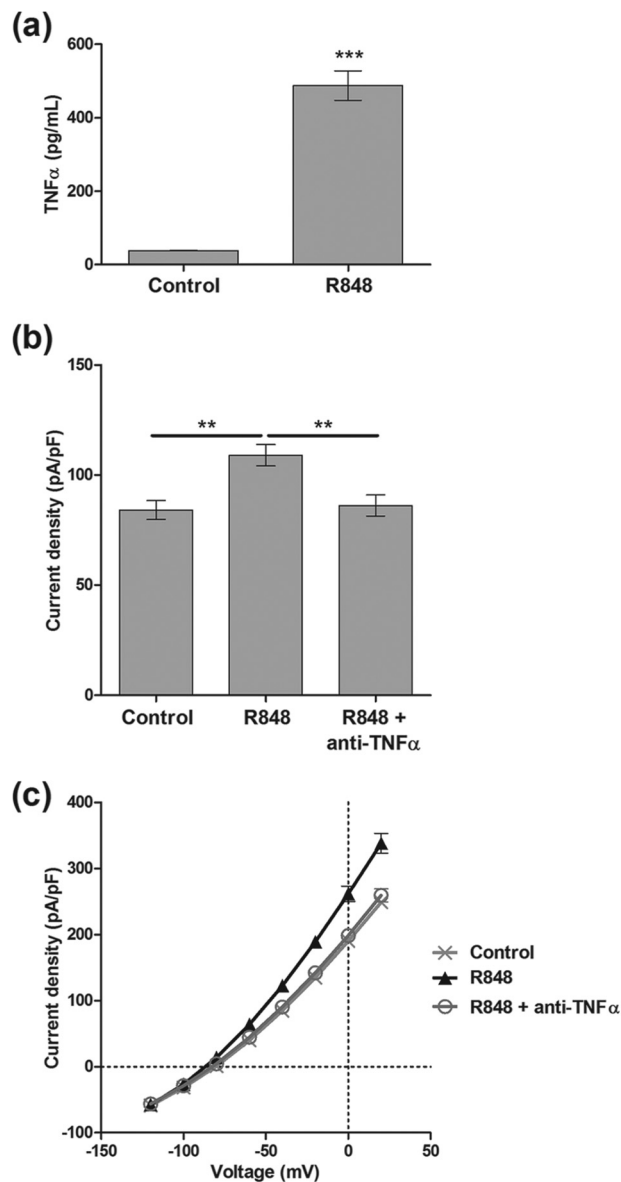 (a)
600
400
200
0
TNFα (pg/mL)
***
Control R848
(b)
150
100
50
0
Current density (pA/pF)
** **
Control R848 R848 +
anti-TNFα
(c)
400
300
200
100
0
-100
Current density (pA/pF)
-150 -100 -50 0 50
Voltage (mV)
Control
R848
R848 + anti-TNFα